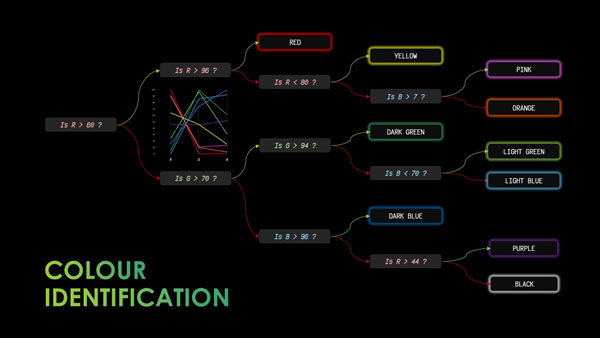 RED
YELLOW
Is R > 96 ?
PINK
Is R < 80 ?
Is B > 7 ?
ORANGE
Is R > 60 ?
DARK GREEN
Is G > 94 ?
LIGHT GREEN
Is B < 70 ?
Is G > 70 ?
LIGHT BLUE
DARK BLUE
Is B > 96 ?
PURPLE
Is R > 44 ?
BLACK
COLOUR
IDENTIFICATION